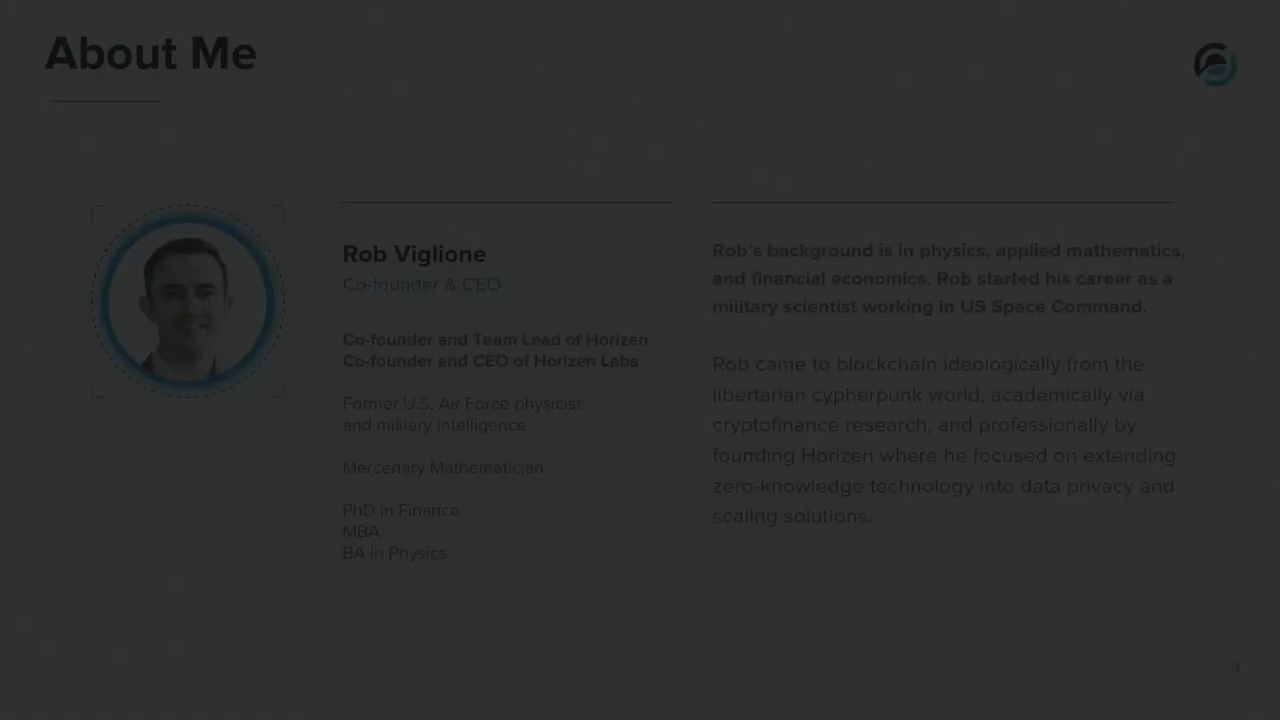 About Me
Rob Viglione
Co-founder & CEO
Co-founder and Team Lead of Horizen
Co-founder and CEO of Horizen Labs
Former U.S. Air Force physicist
and military intelligence
Mercenary Mathematician
PhD in Finance
MBA
BA in Physics
Rob's background is in physics, applied mathematics,
and financial economics. Rob started his career as a
military scientist working in US Space Command.
Rob came to blockchain ideologically from the
libertarian cypherpunk world, academically via
cryptofinance research, and professionally by
founding Horizen where he focused on extending
zero-knowledge technology into data privacy and
scaling solutions.
3